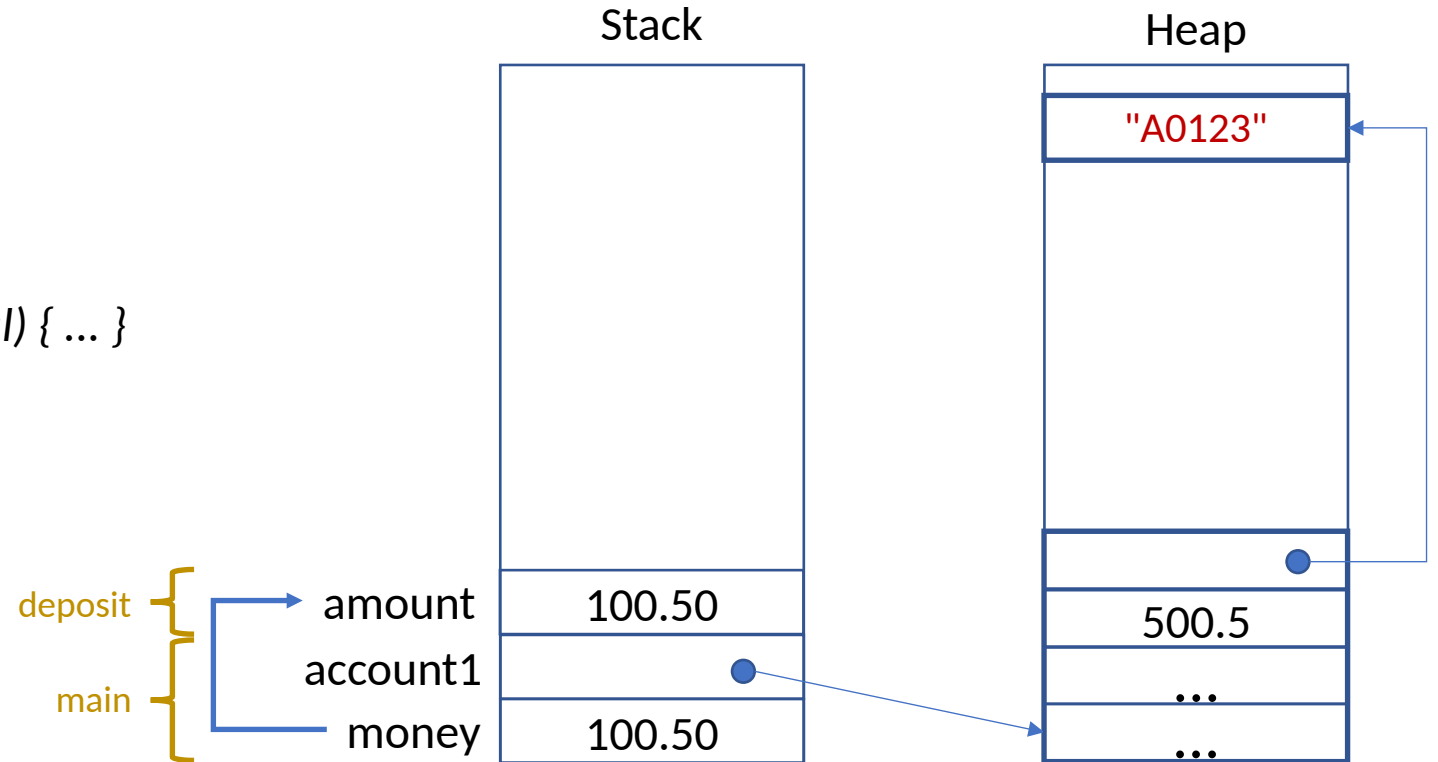 Stack
Heap
"A0123"
l) { ... }
deposit
amount
100.50
500.5
account1
main
...
money
100.50
...